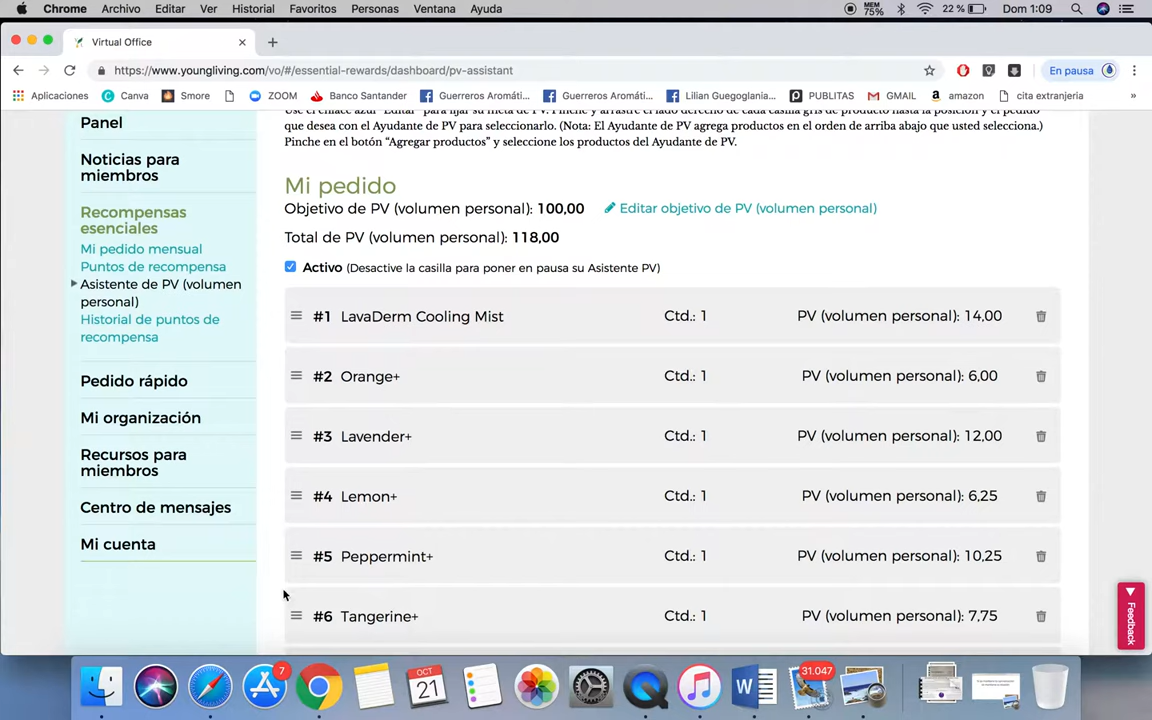 Chrome Archivo Editar Ver Historial Favoritos Personas Ventana Ayuda MEM 75% 22 % Dom 1:09
Virtual Office
https://www.youngliving.com/vo/#/essential-rewards/dashboard/pv-assistant En pausa
Aplicaciones Canva Smore ZOOM Banco Santander Guerreros Aromáti... Guerreros Aromáti... Lilian Guegoglania... PUBLITAS GMAIL amazon cita extranjeria »
que desea con el Ayudante de PV para seleccionarlo. (Nota: El Ayudante de PV agrega productos en el orden de arriba abajo que usted selecciona.)
Pinche en el botón “Agregar productos” y seleccione los productos del Ayudante de PV.
Panel
Noticias para
miembros
Recompensas
esenciales
Mi pedido mensual
Puntos de recompensa
Asistente de PV (volumen
personal)
Historial de puntos de
recompensa
Pedido rápido
Mi organización
Recursos para
miembros
Centro de mensajes
Mi cuenta
Mi pedido
Objetivo de PV (volumen personal): 100,00 Editar objetivo de PV (volumen personal)
Total de PV (volumen personal): 118,00
Activo (Desactive la casilla para poner en pausa su Asistente PV)
#1 LavaDerm Cooling Mist Ctd.: 1 PV (volumen personal): 14,00
#2 Orange+ Ctd.: 1 PV (volumen personal): 6,00
#3 Lavender+ Ctd.: 1 PV (volumen personal): 12,00
#4 Lemon+ Ctd.: 1 PV (volumen personal): 6,25
#5 Peppermint+ Ctd.: 1 PV (volumen personal): 10,25
#6 Tangerine+ Ctd.: 1 PV (volumen personal): 7,75
Feedback
7
OCT
21
W
31.047